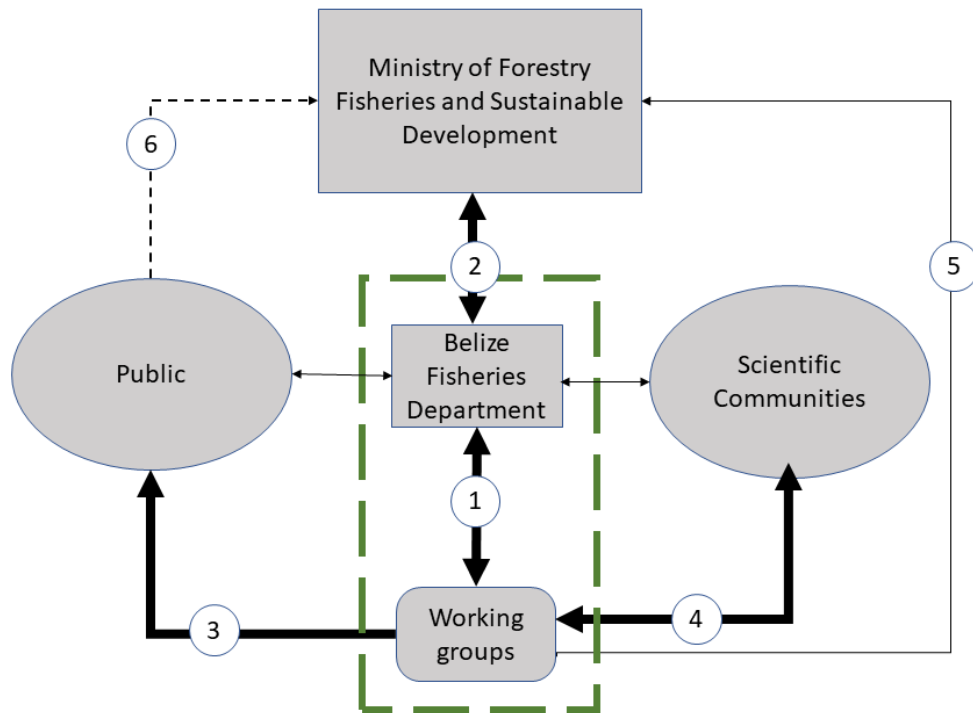 Ministry of Forestry
Fisheries and Sustainable
Development
6
2
5
Public
Belize
Fisheries
Department
Scientific
Communities
1
3
Working
groups
4